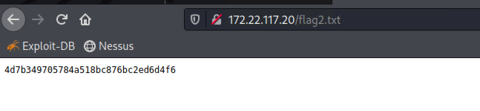 172.22.117.20/flag2.txt
Exploit-DB Nessus
4d7b349705784a518bc876bc2ed6d4f6